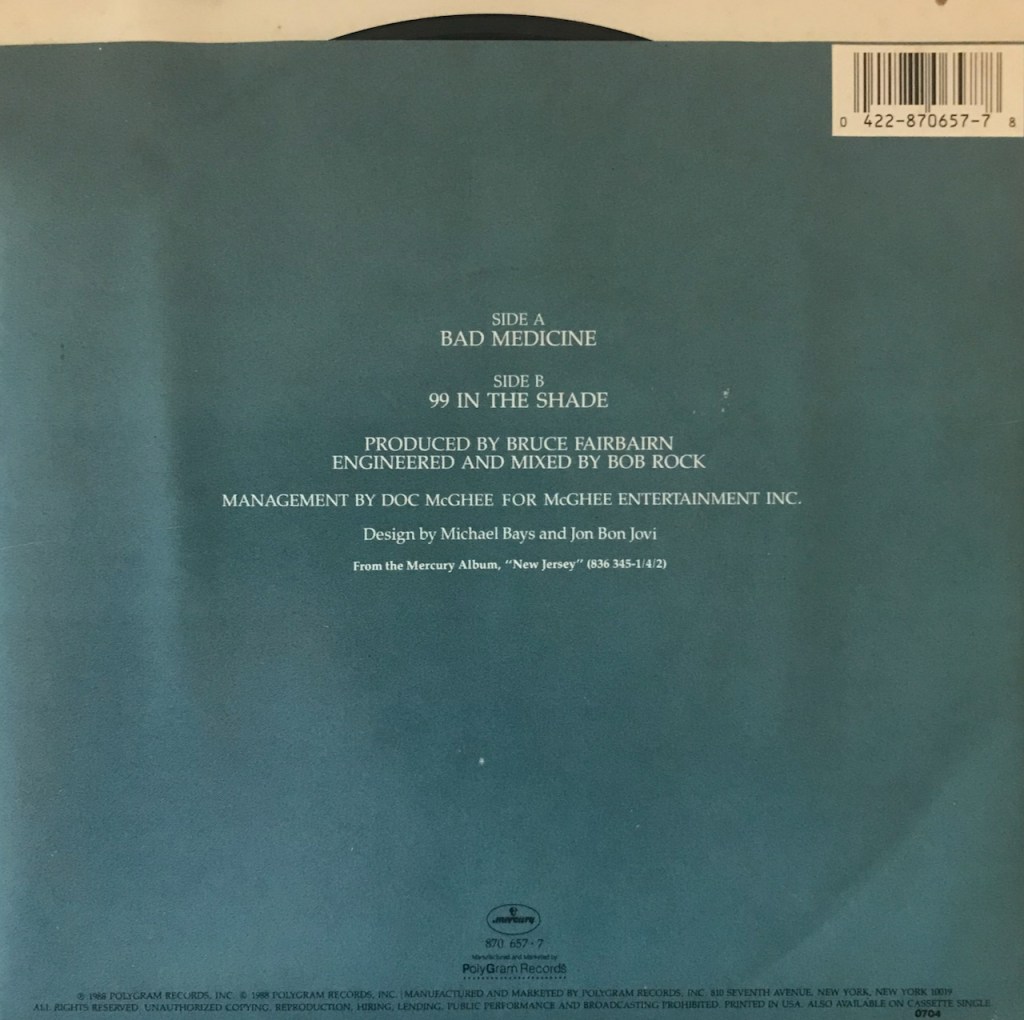 0 422-870657-7 8
SIDE A
BAD MEDICINE
SIDE B
99 IN THE SHADE
PRODUCED BY BRUCE FAIRBAIRN
ENGINEERED AND MIXED BY BOB ROCK
MANAGEMENT BY DOC McGHEE FOR McGHEE ENTERTAINMENT INC.
Design by Michael Bays and Jon Bon Jovi
From the Mercury Album, "New Jersey" (836 345-1/4/2)
mercury
870 657-7
Manufactured and Marketed by
PolyGram Records
℗ 1988 POLYGRAM RECORDS, INC. © 1988 POLYGRAM RECORDS, INC. | MANUFACTURED AND MARKETED BY POLYGRAM RECORDS, INC. 810 SEVENTH AVENUE, NEW YORK, NEW YORK 10019
ALL RIGHTS RESERVED. UNAUTHORIZED COPYING, REPRODUCTION, HIRING, LENDING, PUBLIC PERFORMANCE AND BROADCASTING PROHIBITED. PRINTED IN USA. ALSO AVAILABLE ON CASSETTE SINGLE.
0704